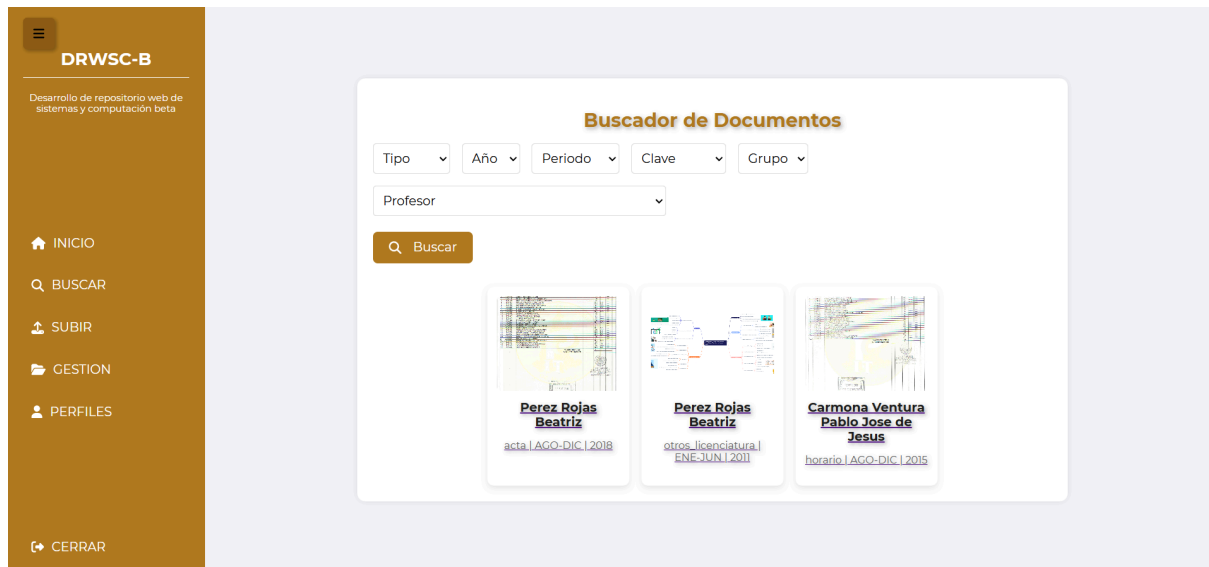 DRWSC-B
Desarrollo de repositorio web de
sistemas y computación beta
INICIO
BUSCAR
SUBIR
GESTION
PERFILES
CERRAR
Buscador de Documentos
Tipo
Año
Periodo
Clave
Grupo
Profesor
Buscar
Perez Rojas
Beatriz
acta | AGO-DIC | 2018
Perez Rojas
Beatriz
otros_licenciatura |
ENE-JUN | 2011
Carmona Ventura
Pablo Jose de
Jesus
horario | AGO-DIC | 2015